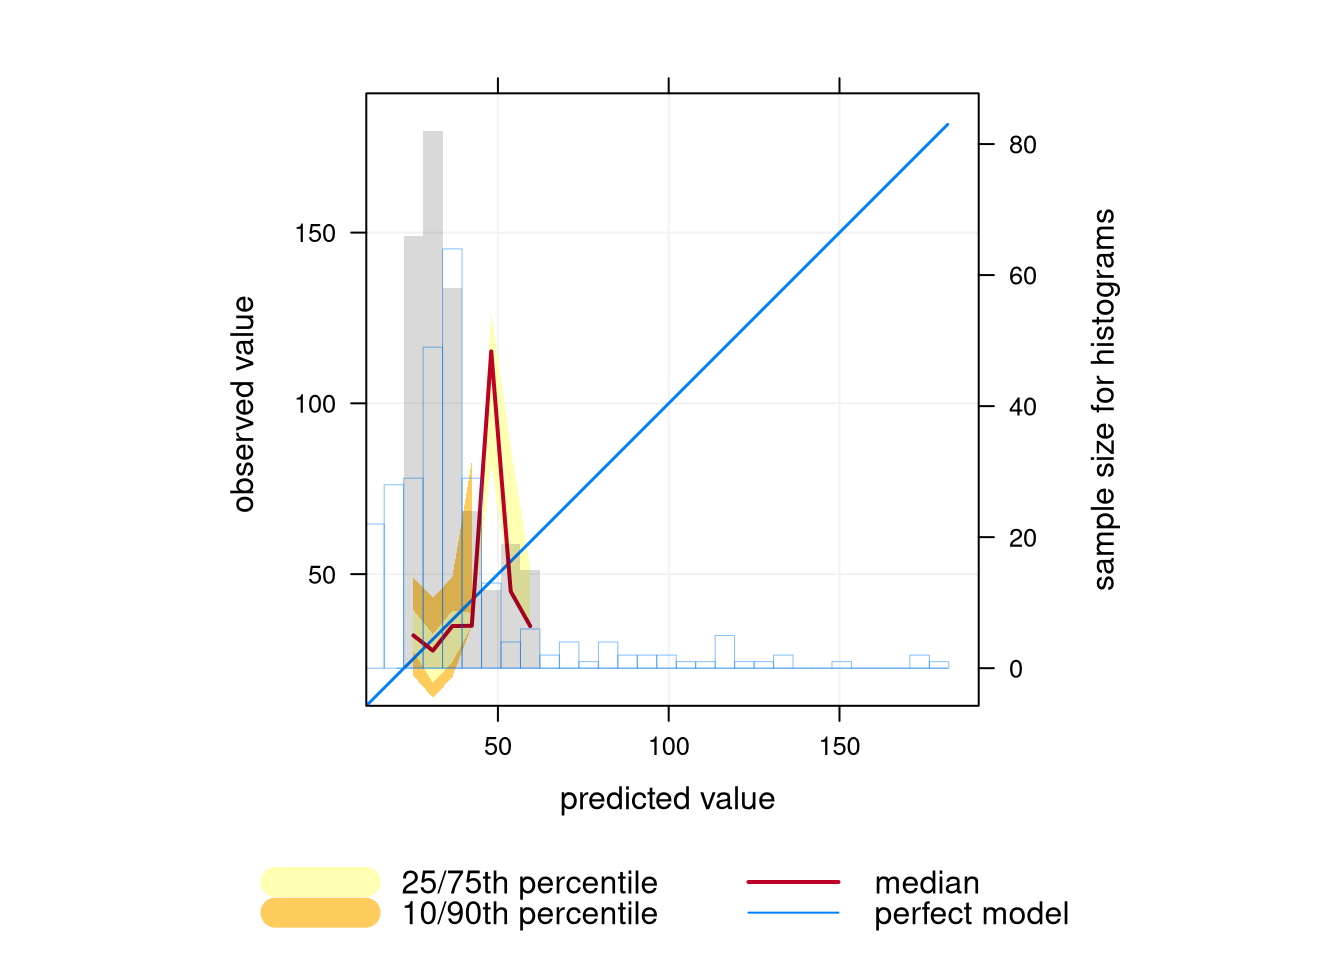 observed value
150
100
50
80
60
40
20
0
sample size for histograms
50 100 150
predicted value
25/75th percentile
10/90th percentile
median
perfect model